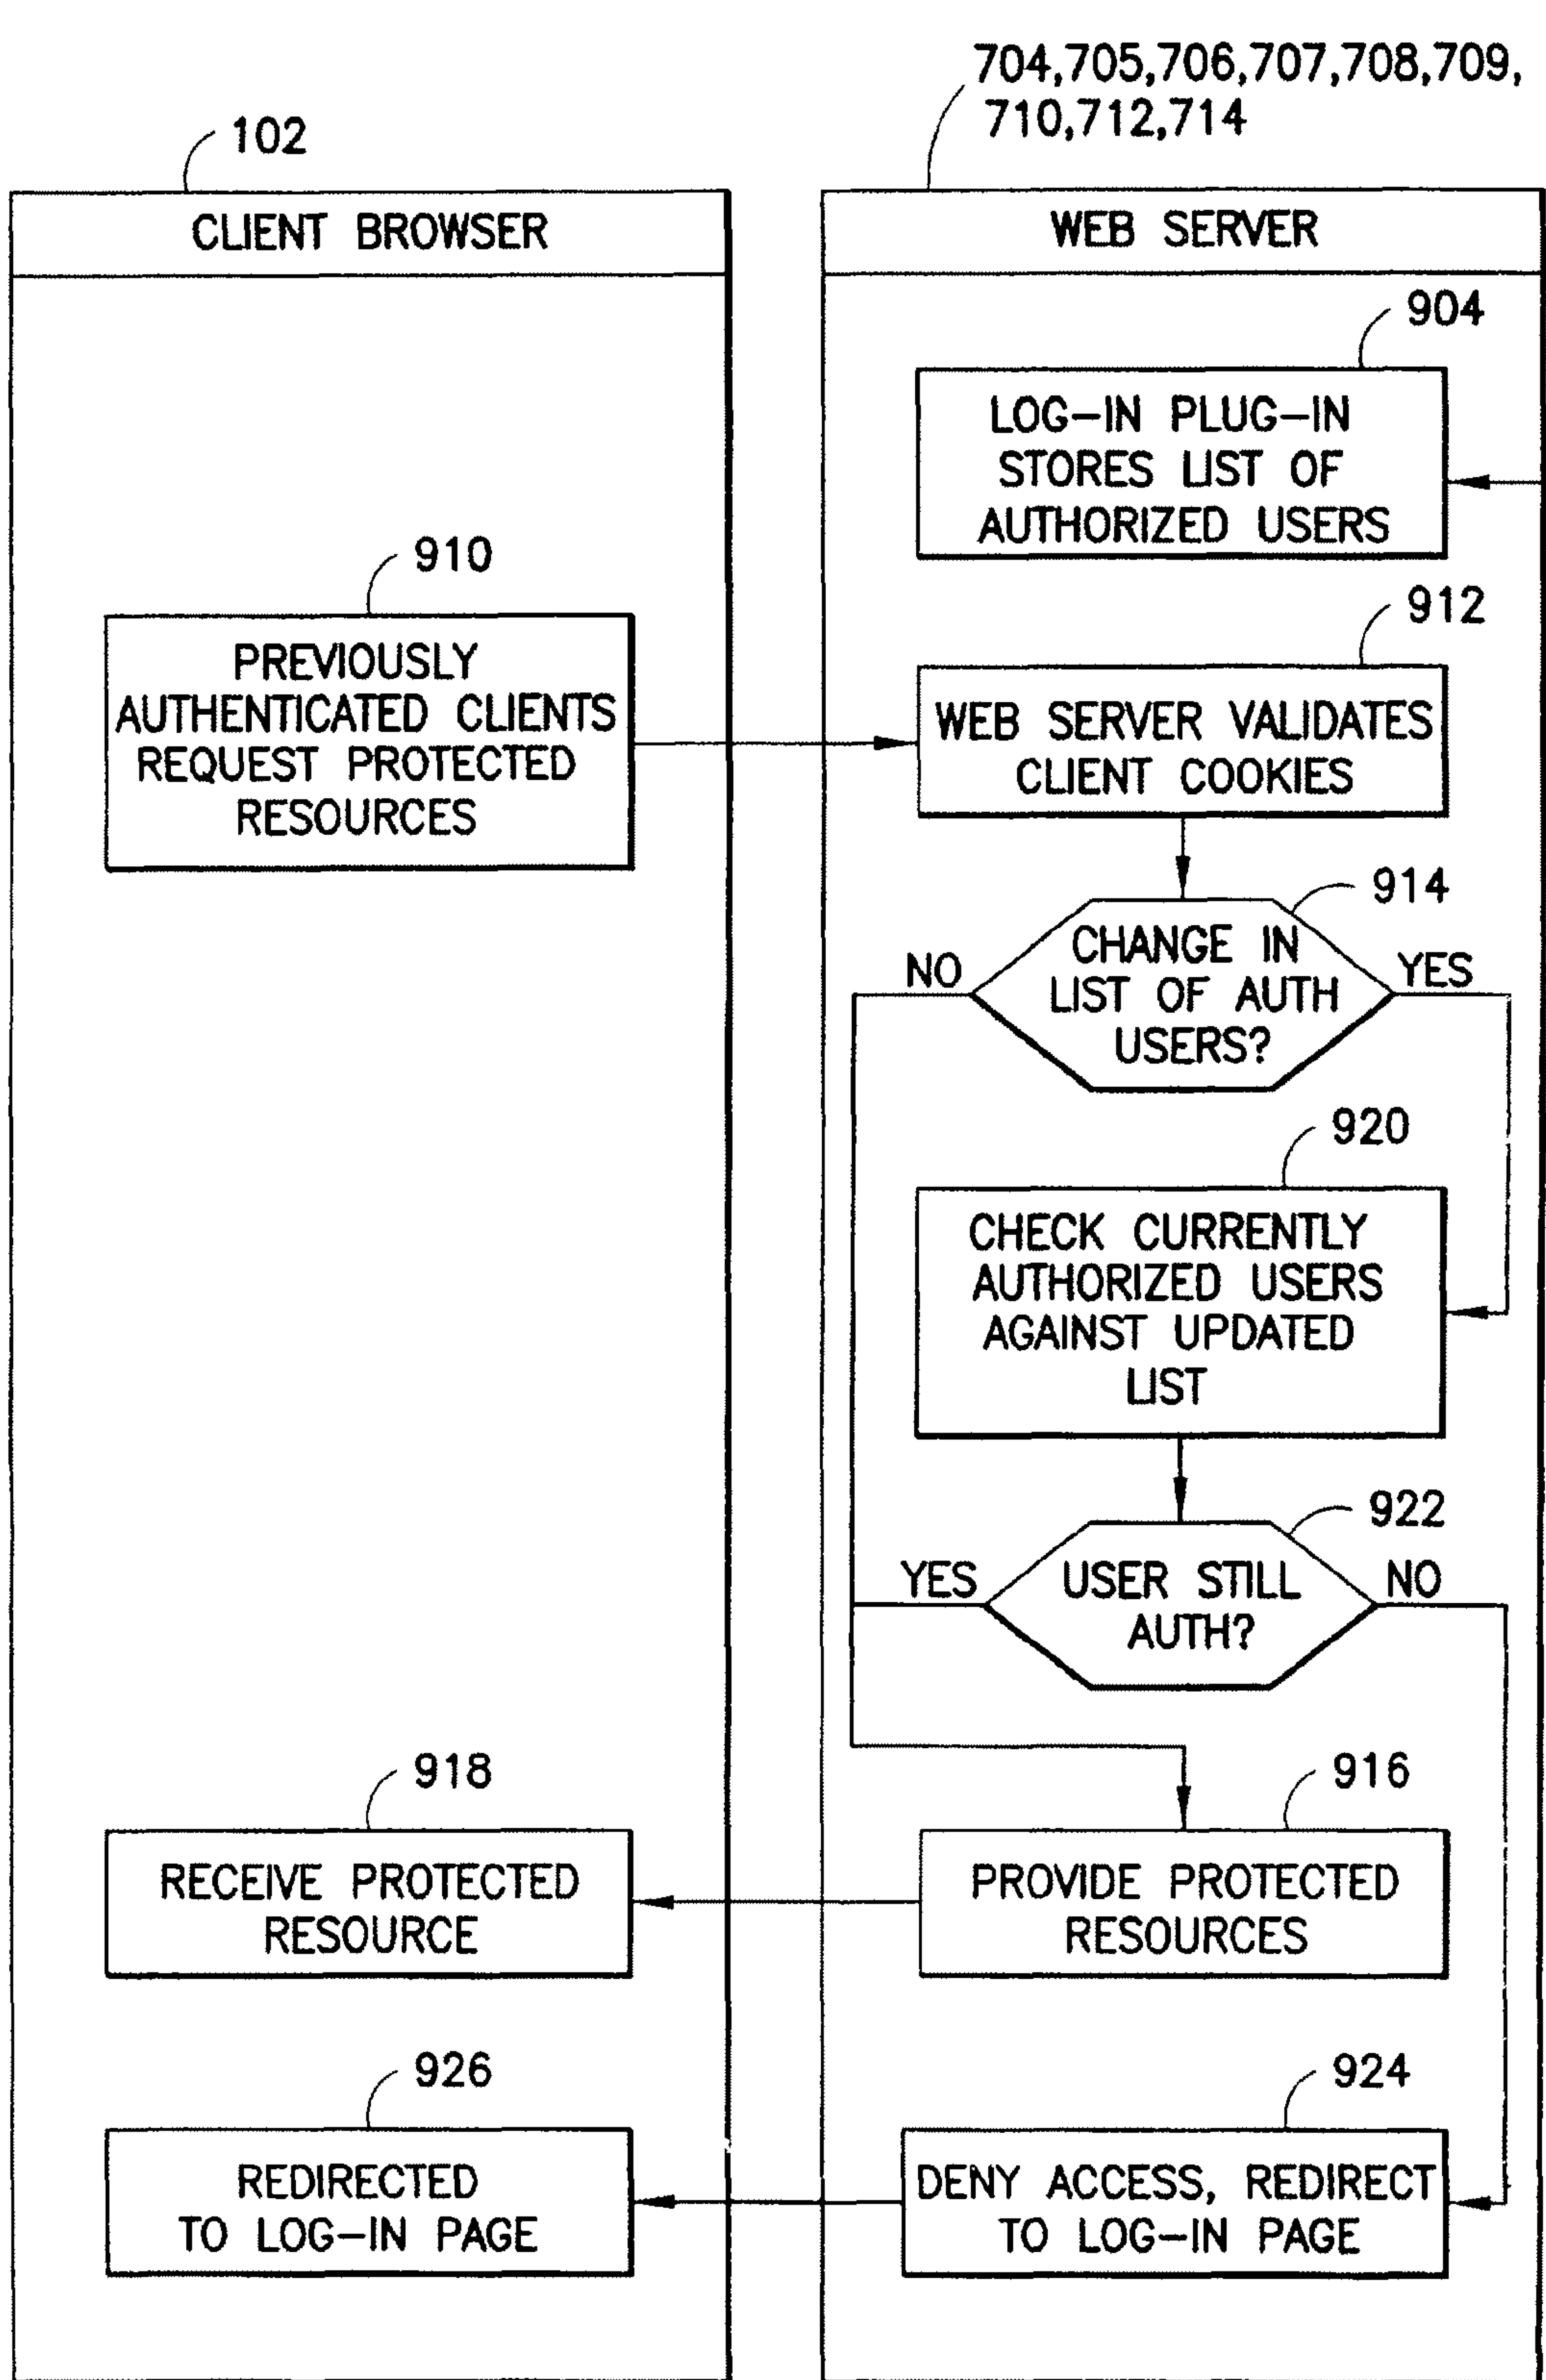 704,705,706,707,708,709,
710,712,714
102
CLIENT BROWSER
WEB SERVER
904
LOG-IN PLUG-IN
STORES LIST OF
AUTHORIZED USERS
910
PREVIOUSLY
AUTHENTICATED CLIENTS
REQUEST PROTECTED
RESOURCES
912
WEB SERVER VALIDATES
CLIENT COOKIES
914
CHANGE IN
LIST OF AUTH
USERS?
NO
YES
920
CHECK CURRENTLY
AUTHORIZED USERS
AGAINST UPDATED
LIST
922
USER STILL
AUTH?
YES
NO
918
RECEIVE PROTECTED
RESOURCE
916
PROVIDE PROTECTED
RESOURCES
926
REDIRECTED
TO LOG-IN PAGE
924
DENY ACCESS, REDIRECT
TO LOG-IN PAGE